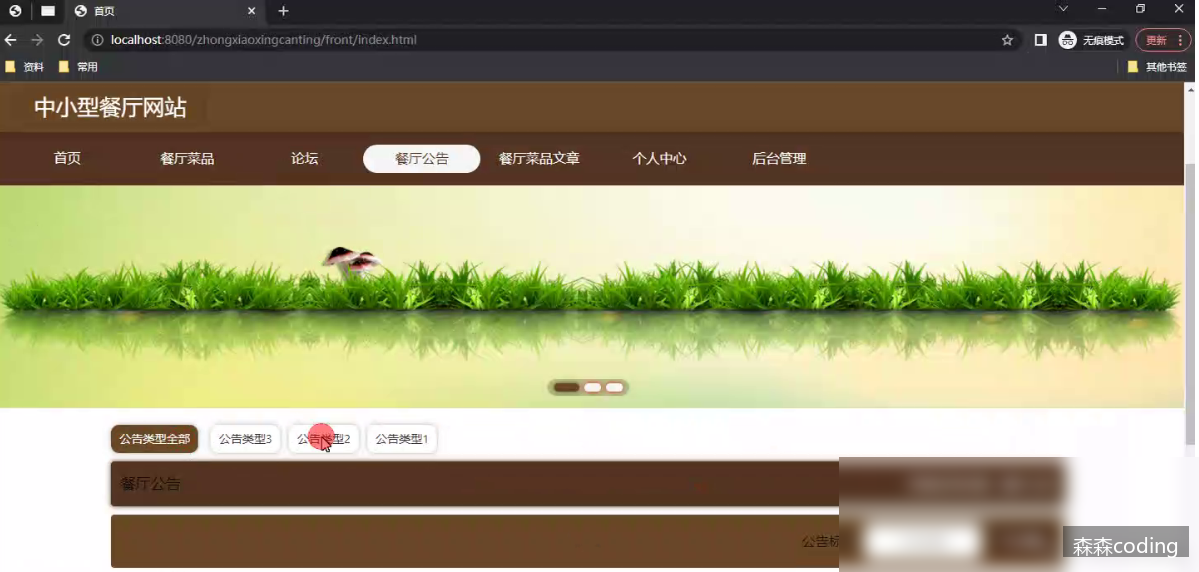 首页
localhost:8080/zhongxiaoxingcanting/front/index.html
无痕模式
更新
资料
常用
其他书签
中小型餐厅网站
首页
餐厅菜品
论坛
餐厅公告
餐厅菜品文章
个人中心
后台管理
公告类型全部
公告类型3
公告类型2
公告类型1
餐厅公告
公告标
森森coding